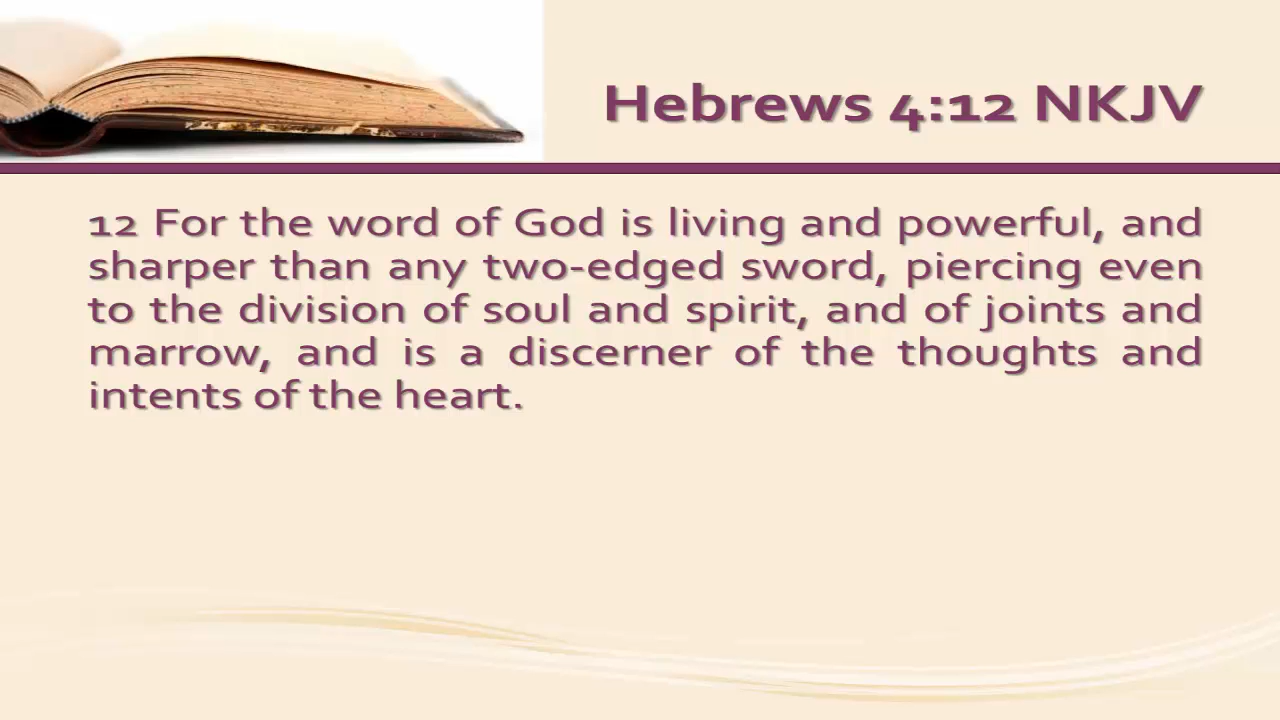 Hebrews 4:12 NKJV
12 For the word of God is living and powerful, and
sharper than any two-edged sword, piercing even
to the division of soul and spirit, and of joints and
marrow, and is a discerner of the thoughts and
intents of the heart.